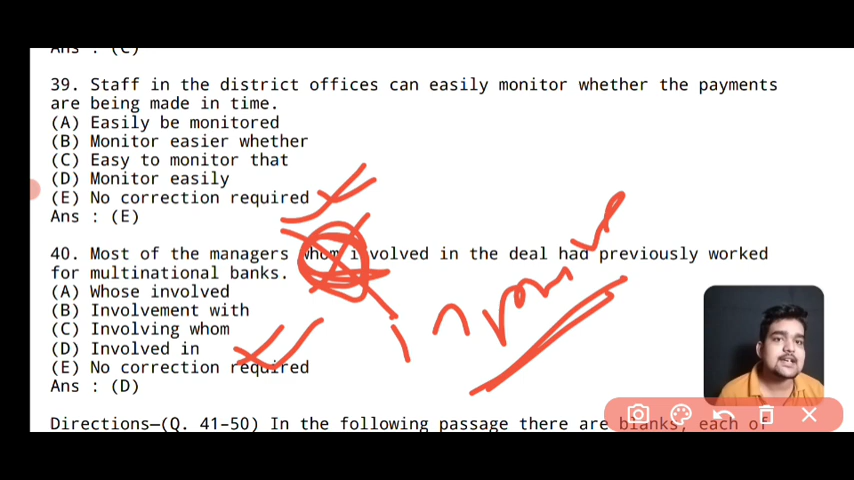 Ans : (C)
39. Staff in the district offices can easily monitor whether the payments
are being made in time.
(A) Easily be monitored
(B) Monitor easier whether
(C) Easy to monitor that
(D) Monitor easily
(E) No correction required
Ans : (E)
40. Most of the managers whom involved in the deal had previously worked
for multinational banks.
(A) Whose involved
(B) Involvement with
(C) Involving whom
(D) Involved in
(E) No correction required
Ans : (D)
Directions—(Q. 41-50) In the following passage there are blanks, each of